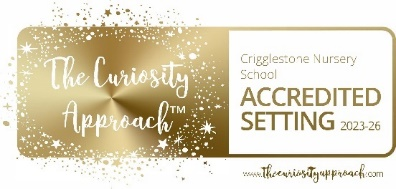 The Curiosity
Approach™
Crigglestone Nursery
School
ACCREDITED
SETTING 2023-26
www.thecuriosityapproach.com